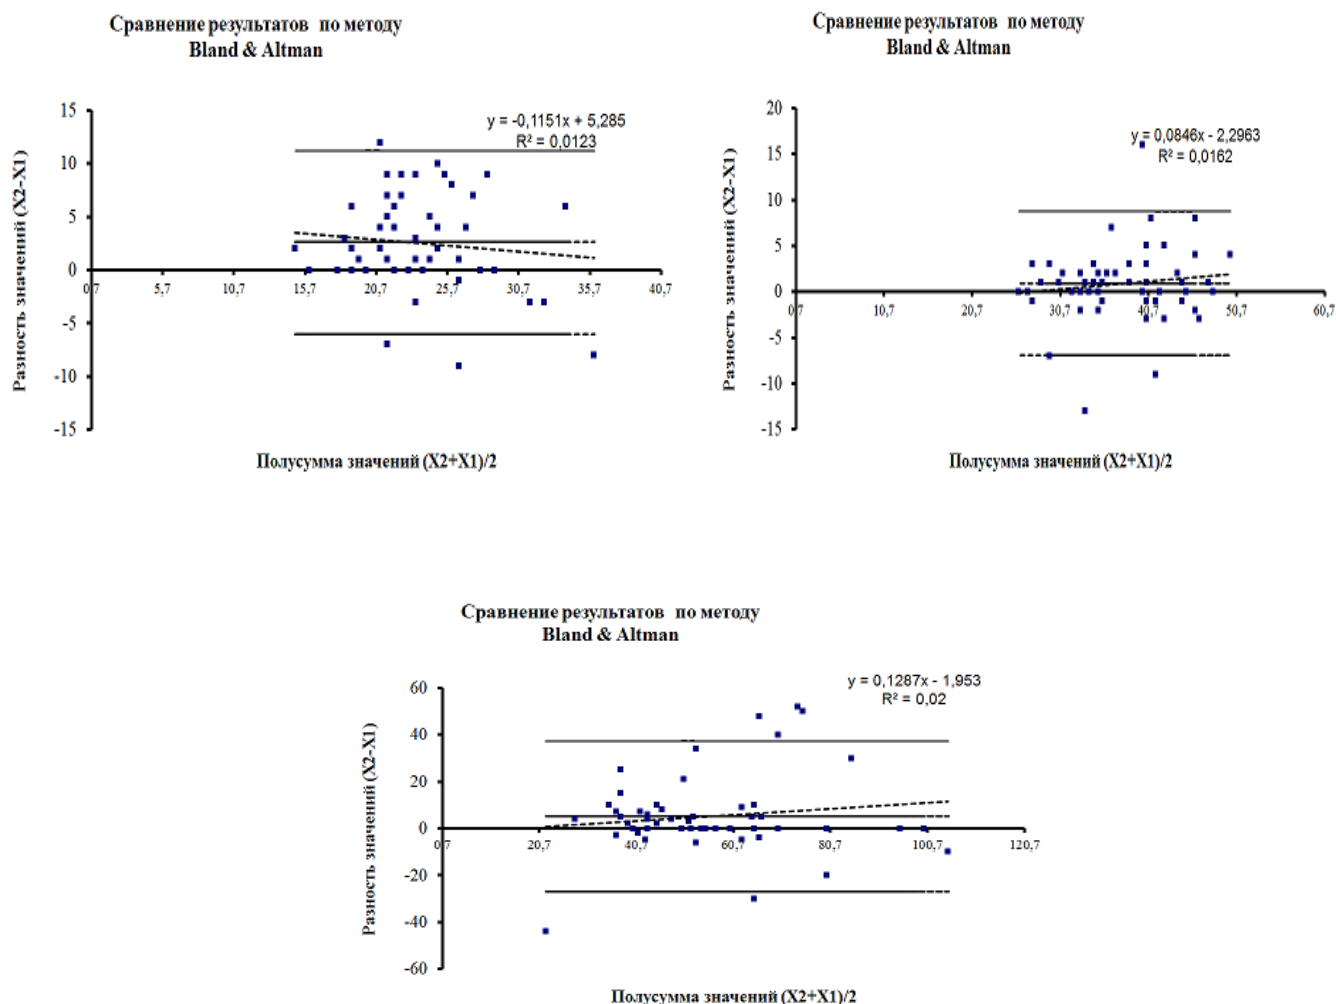 Сравнение результатов по методу
Bland & Altman
y = -0,1151x + 5,285
R² = 0,0123
Разность значений (X2-X1)
15
10
5
0
-5
-10
-15
0,7 5,7 10,7 15,7 20,7 25,7 30,7 35,7 40,7
Полусумма значений (X2+X1)/2
Сравнение результатов по методу
Bland & Altman
y = 0,0846x - 2,2963
R² = 0,0162
Разность значений (X2-X1)
20
15
10
5
0
-5
-10
-15
0,7 10,7 20,7 30,7 40,7 50,7 60,7
Полусумма значений (X2+X1)/2
Сравнение результатов по методу
Bland & Altman
y = 0,1287x - 1,953
R² = 0,02
Разность значений (X2-X1)
60
40
20
0
-20
-40
-60
0,7 20,7 40,7 60,7 80,7 100,7 120,7
Полусумма значений (X2+X1)/2